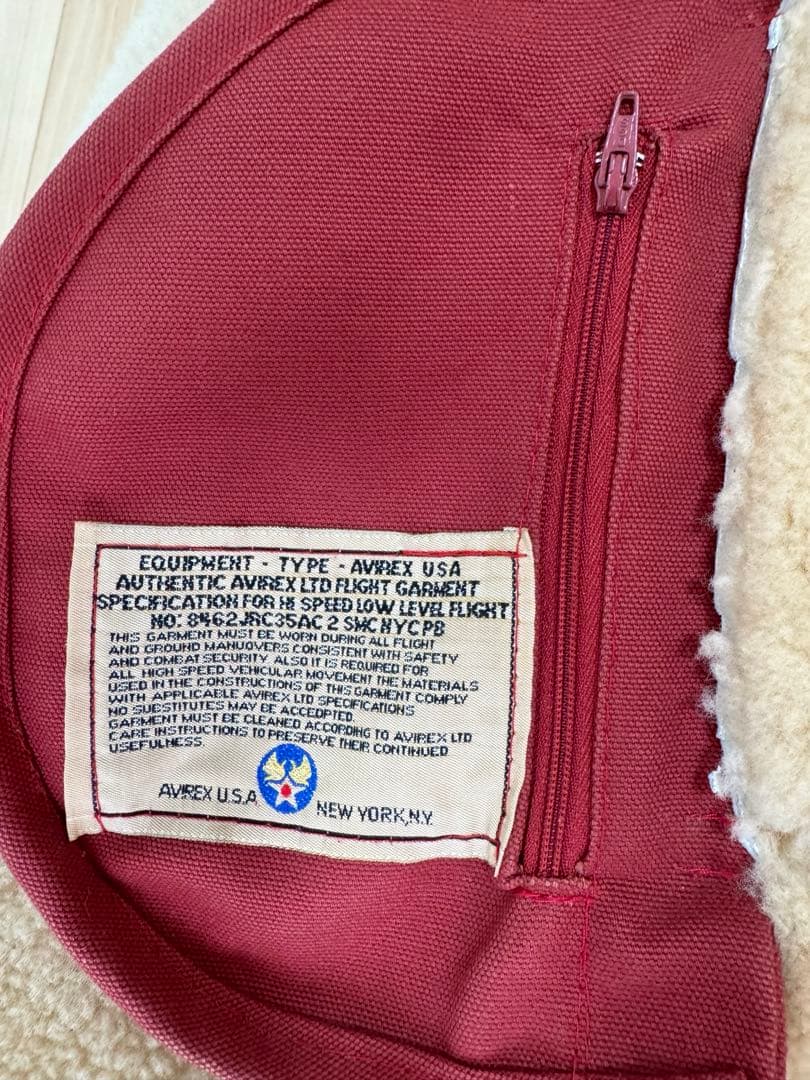 EQUIPMENT - TYPE - AVIREX USA
AUTHENTIC AVIREX LTD FLIGHT GARMENT
SPECIFICATION FOR HI SPEED LOW LEVEL FLIGHT
NO: 8462JRC35AC 2 SMC NYCPB
THIS GARMENT MUST BE WORN DURING ALL FLIGHT
AND GROUND MANUOVERS CONSISTENT WITH SAFETY
AND COMBAT SECURITY ALSO IT IS REQUIRED FOR
ALL HIGH SPEED VEHICULAR MOVEMENT THE MATERIALS
USED IN THE CONSTRUCTIONS OF THIS GARMENT COMPLY
WITH APPLICABLE AVIREX LTD SPECIFICATIONS
NO SUBSTITUTES MAY BE ACCEDPTED.
GARMENT MUST BE CLEANED ACCORDING TO AVIREX LTD
CARE INSTRUCTIONS TO PRESERVE THEIR CONTINUED
USEFULNESS.
AVIREX U.S.A.
NEW YORK,N.Y.